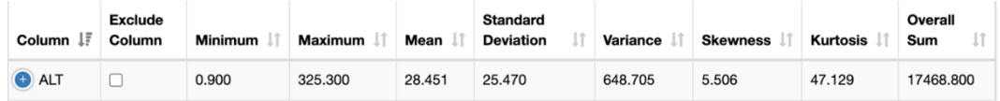 Column Exclude Column Minimum Maximum Mean Standard Deviation Variance Skewness Kurtosis Overall Sum
ALT 0.900 325.300 28.451 25.470 648.705 5.506 47.129 17468.800